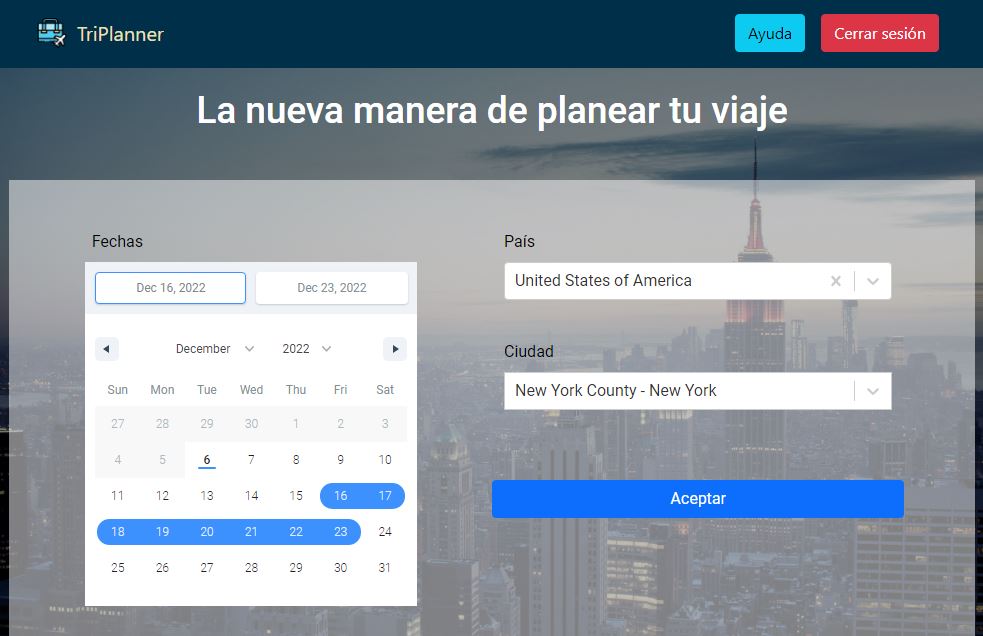 TriPlanner
Ayuda
Cerrar sesión
La nueva manera de planear tu viaje
Fechas
Dec 16, 2022
Dec 23, 2022
December
2022
Sun Mon Tue Wed Thu Fri Sat
27 28 29 30 1 2 3
4 5 6 7 8 9 10
11 12 13 14 15 16 17
18 19 20 21 22 23 24
25 26 27 28 29 30 31
País
United States of America
Ciudad
New York County - New York
Aceptar